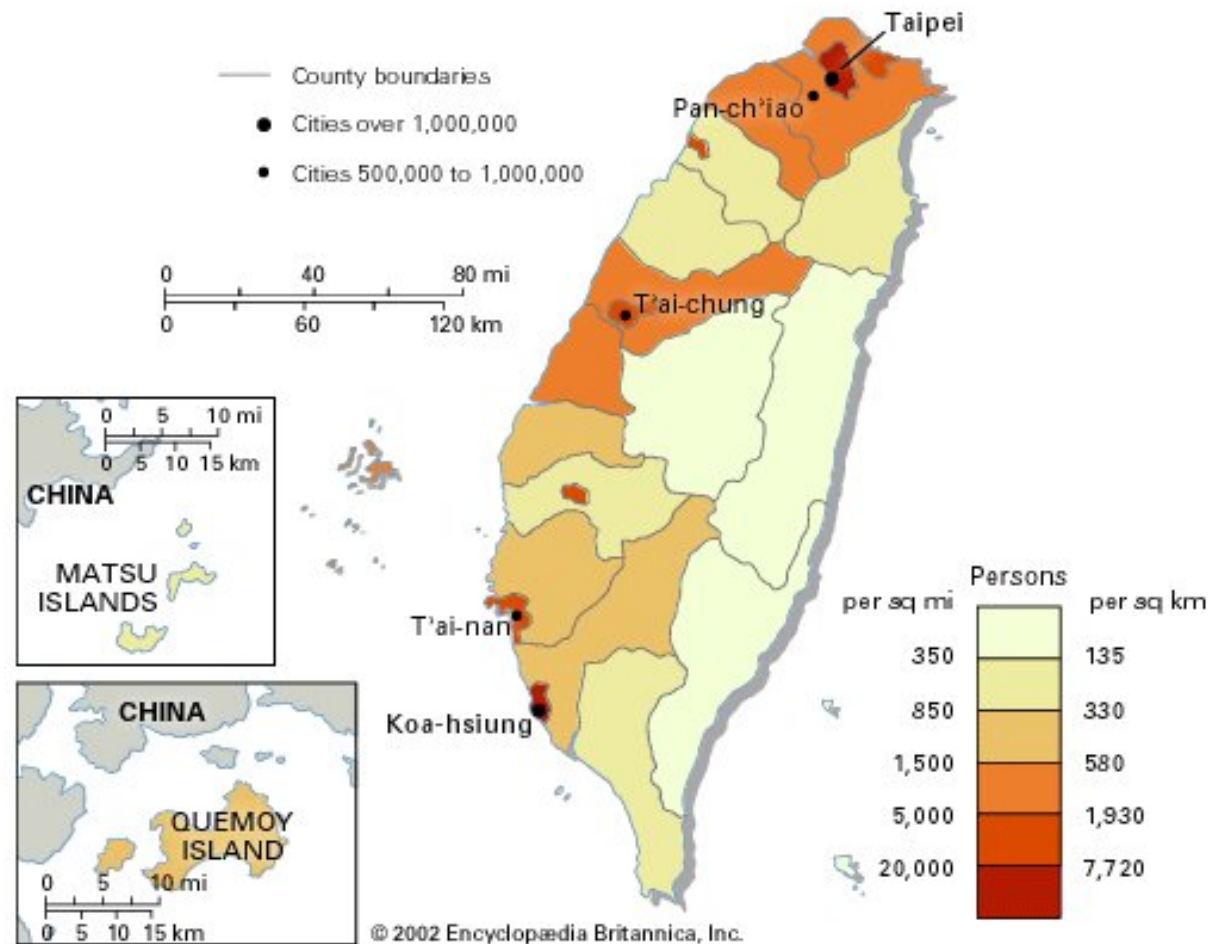 Taipei
County boundaries
Cities over 1,000,000
Cities 500,000 to 1,000,000
Pan-ch'iao
0 40 80 mi
0 60 120 km
T'ai-chung
0 5 10 mi
0 5 10 15 km
CHINA
MATSU
ISLANDS
T'ai-nan
Koa-hsiung
CHINA
QUEMOY
ISLAND
0 5 10 mi
0 5 10 15 km
Persons
per sq mi per sq km
350 135
850 330
1,500 580
5,000 1,930
20,000 7,720
© 2002 Encyclopædia Britannica, Inc.